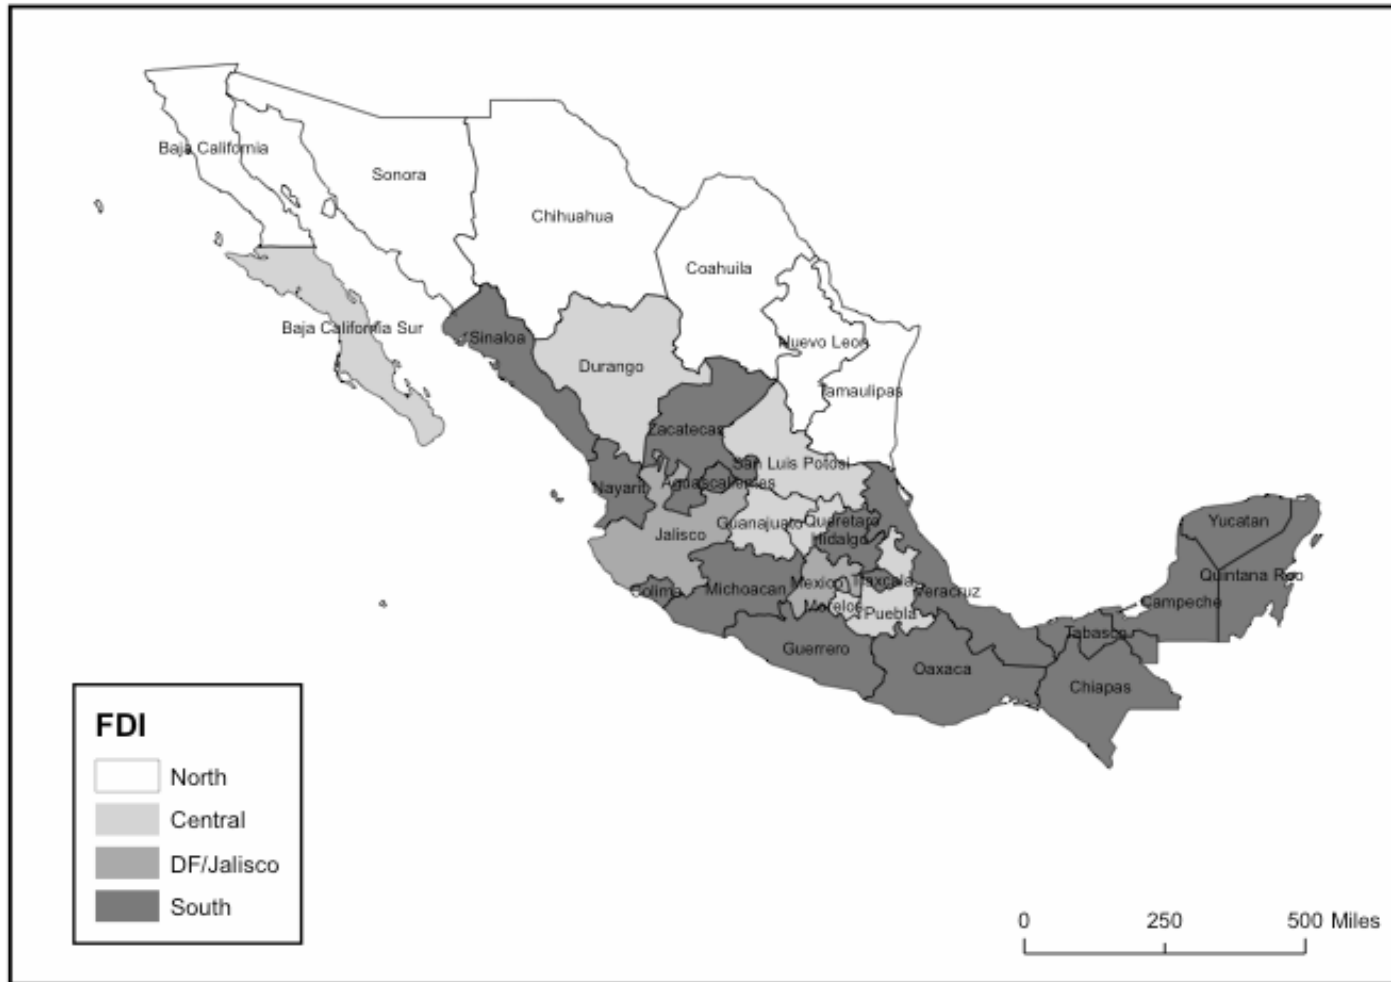 Baja California
Sonora
Chihuahua
Coahuila
Baja California Sur
Sinaloa
Nuevo Leon
Durango
Tamaulipas
Zacatecas
San Luis Potosi
Nayarit
Aguascalientes
Guanajuato
Queretaro
Yucatan
Jalisco
Hidalgo
Quintana Roo
Mexico
Tlaxcala
Colima
Michoacan
Veracruz
Campeche
Morelos
Puebla
Tabasco
Guerrero
Oaxaca
Chiapas
FDI
North
Central
DF/Jalisco
South
0 250 500 Miles